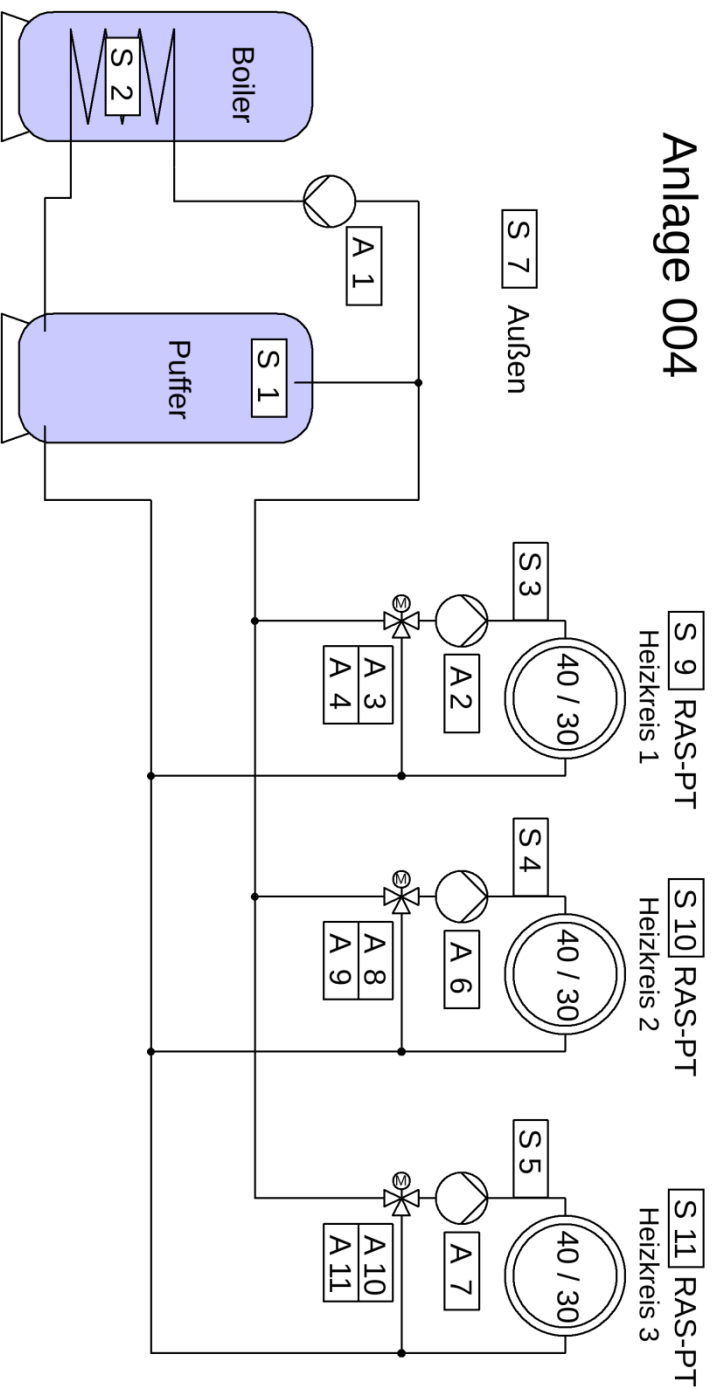 Anlage 004
S 7 Außen
S 9 RAS-PT
Heizkreis 1
S 10 RAS-PT
Heizkreis 2
S 11 RAS-PT
Heizkreis 3
40 / 30
40 / 30
40 / 30
S 3
S 4
S 5
A 2
A 6
A 7
A 3
A 4
A 8
A 9
A 10
A 11
M
M
M
A 1
Boiler
S 2
S 1
Puffer